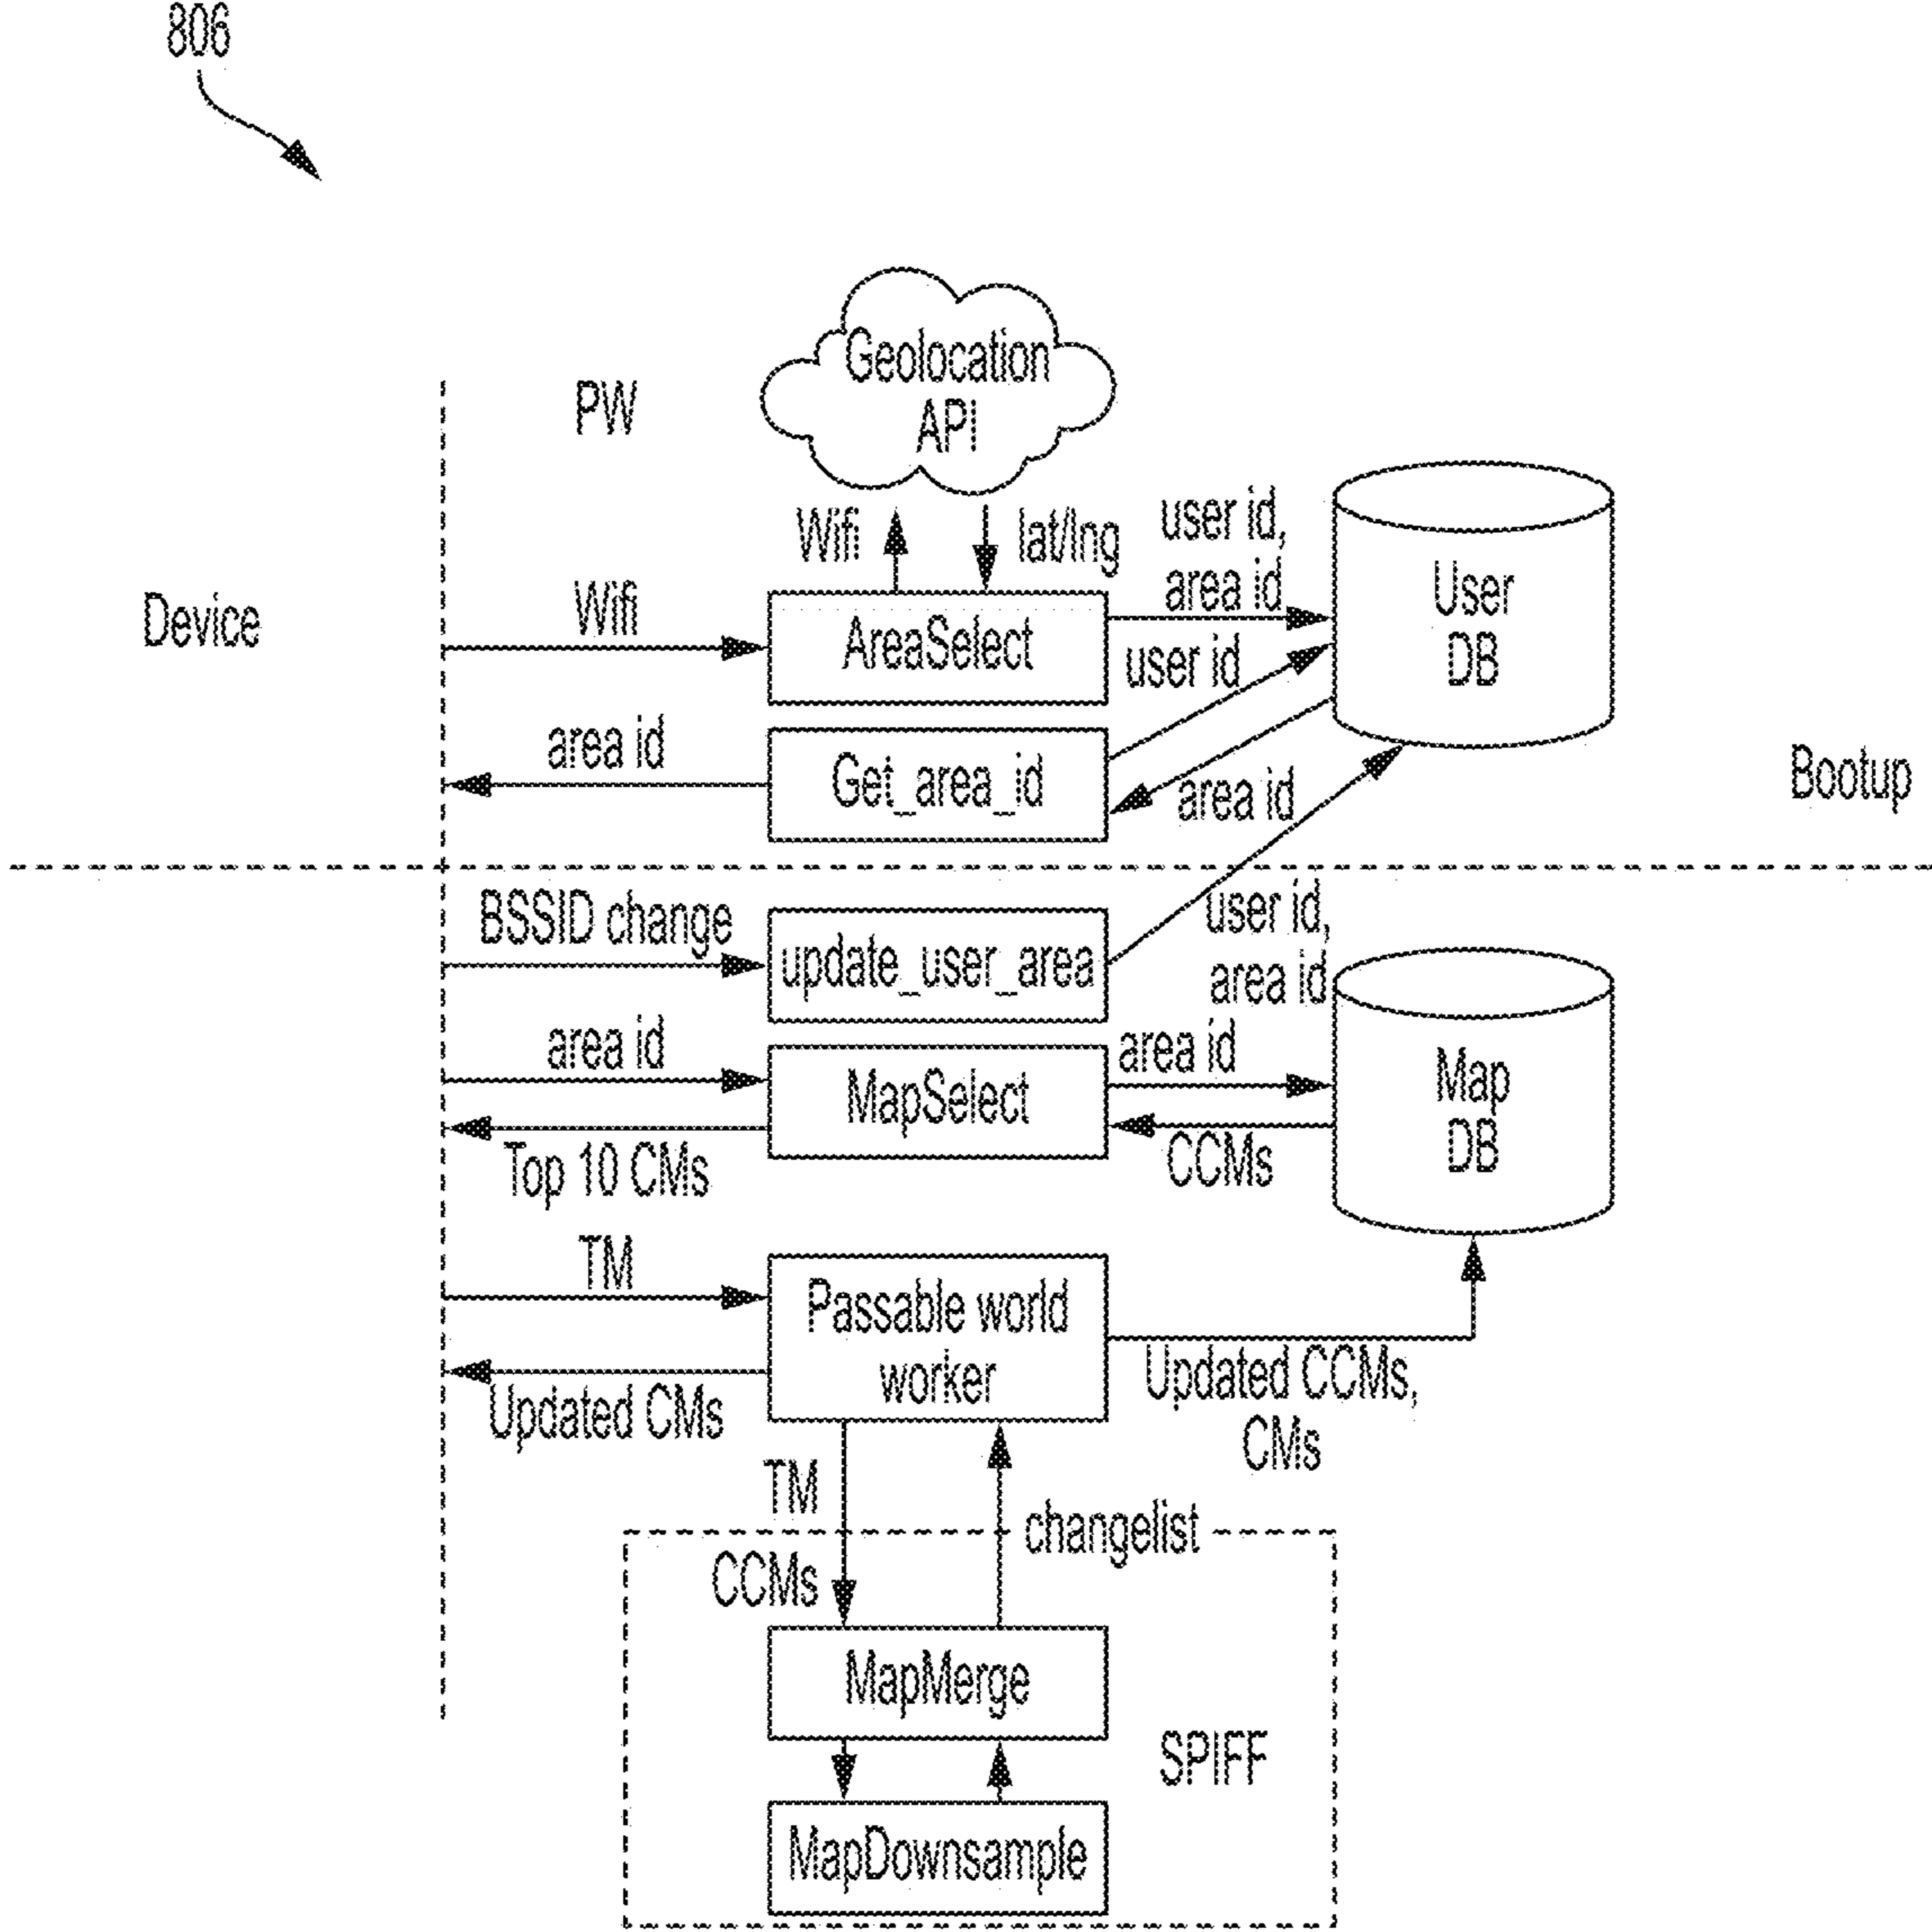 806
Geolocation
API
PW
Wifi
lat/lng
user id,
area id
User
DB
Device
Wifi
AreaSelect
user id
area id
Get_area_id
area id
Bootup
BSSID change
update_user_area
user id,
area id
area id
MapSelect
area id
Map
DB
Top 10 CMs
CCMs
TM
Passable world
worker
Updated CMs
Updated CCMs,
CMs
TM
changelist
CCMs
MapMerge
SPIFF
MapDownsample